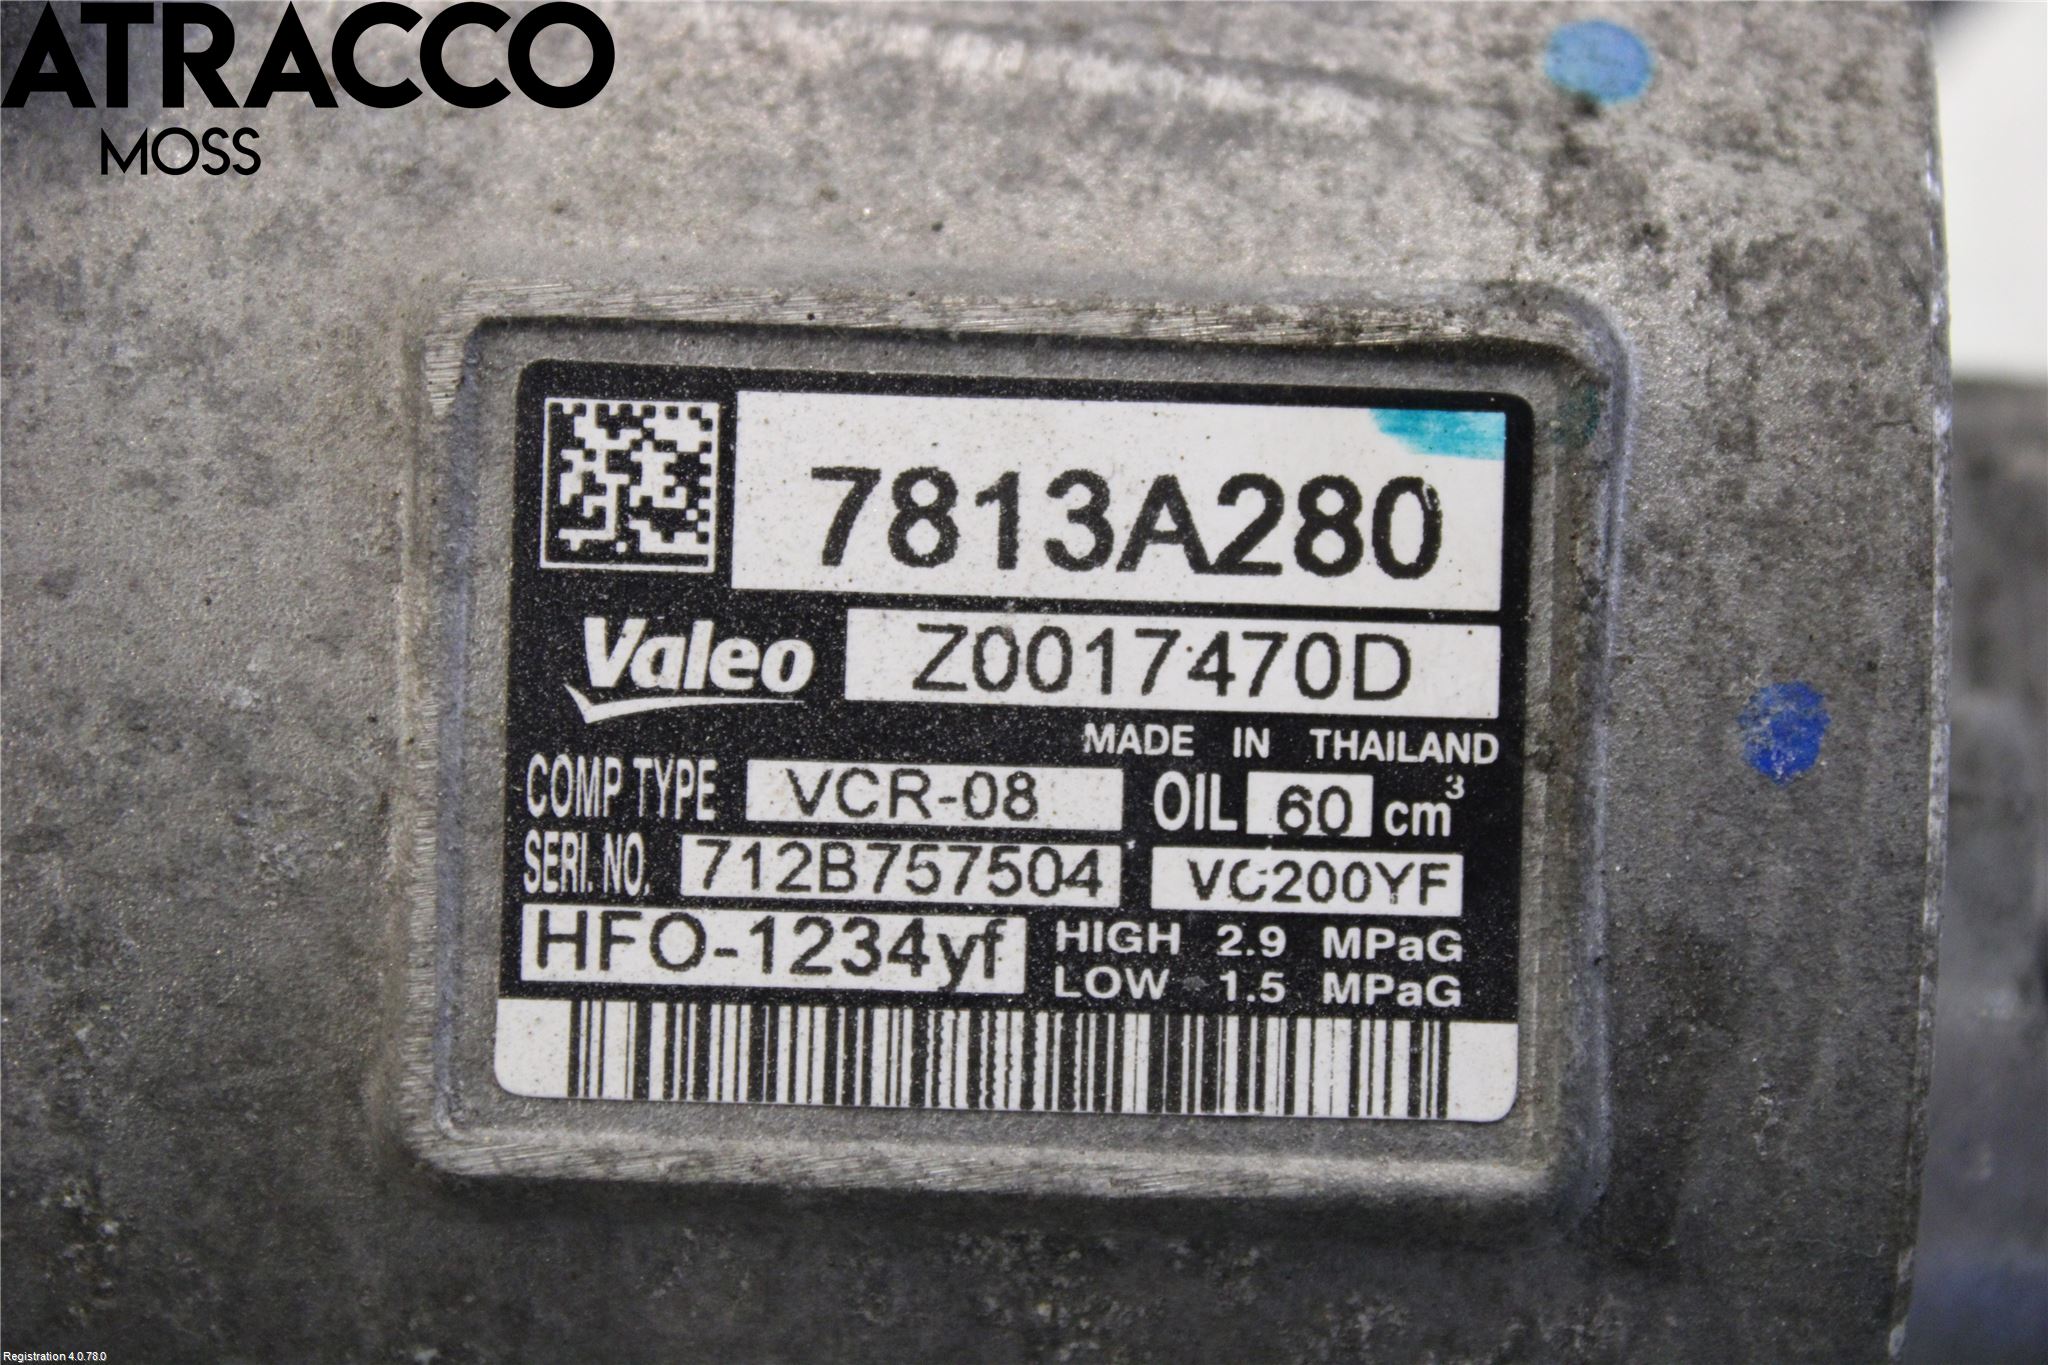 ATRACCO
MOSS
7813A280
Valeo Z0017470D
MADE IN THAILAND
COMP TYPE VCR-08 OIL 60 cm³
SERI. NO. 712B757504 VC200YF
HFO-1234yf HIGH 2.9 MPaG
LOW 1.5 MPaG
Registration 4.0.78.0